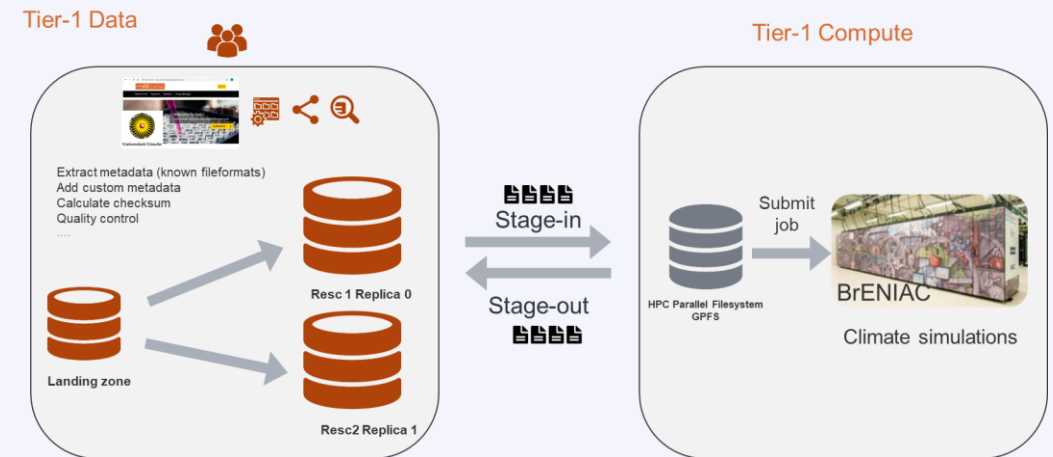 Tier-1 Data
Tier-1 Compute
Universiteit Utrecht
Extract metadata (known fileformats)
Add custom metadata
Calculate checksum
Quality control
....
Landing zone
Resc 1 Replica 0
Resc2 Replica 1
Stage-in
Stage-out
HPC Parallel Filesystem
GPFS
Submit
job
BrENIAC
Climate simulations